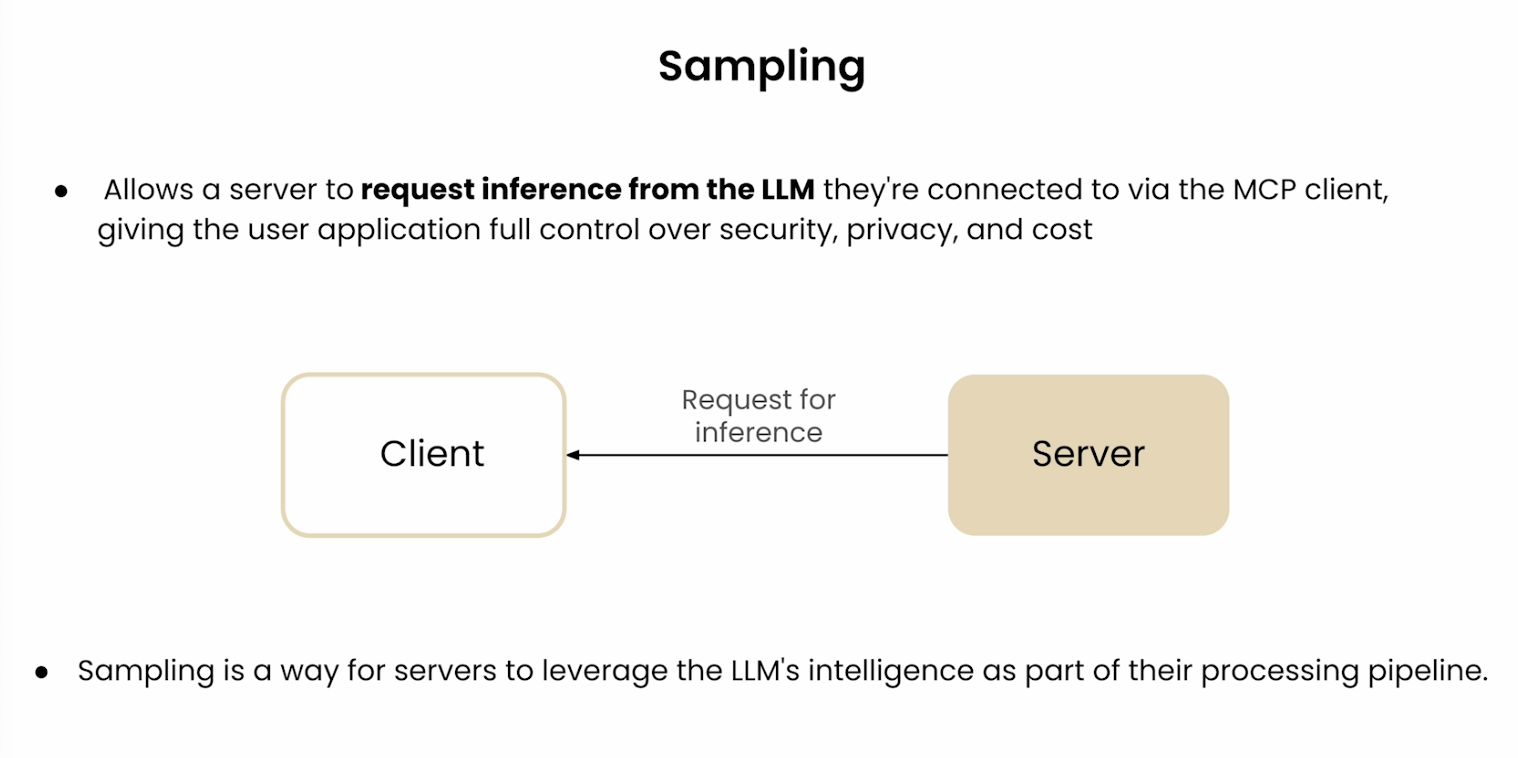 Sampling
● Allows a server to request inference from the LLM they're connected to via the MCP client,
giving the user application full control over security, privacy, and cost
Request for
inference
Client
Server
● Sampling is a way for servers to leverage the LLM's intelligence as part of their processing pipeline.